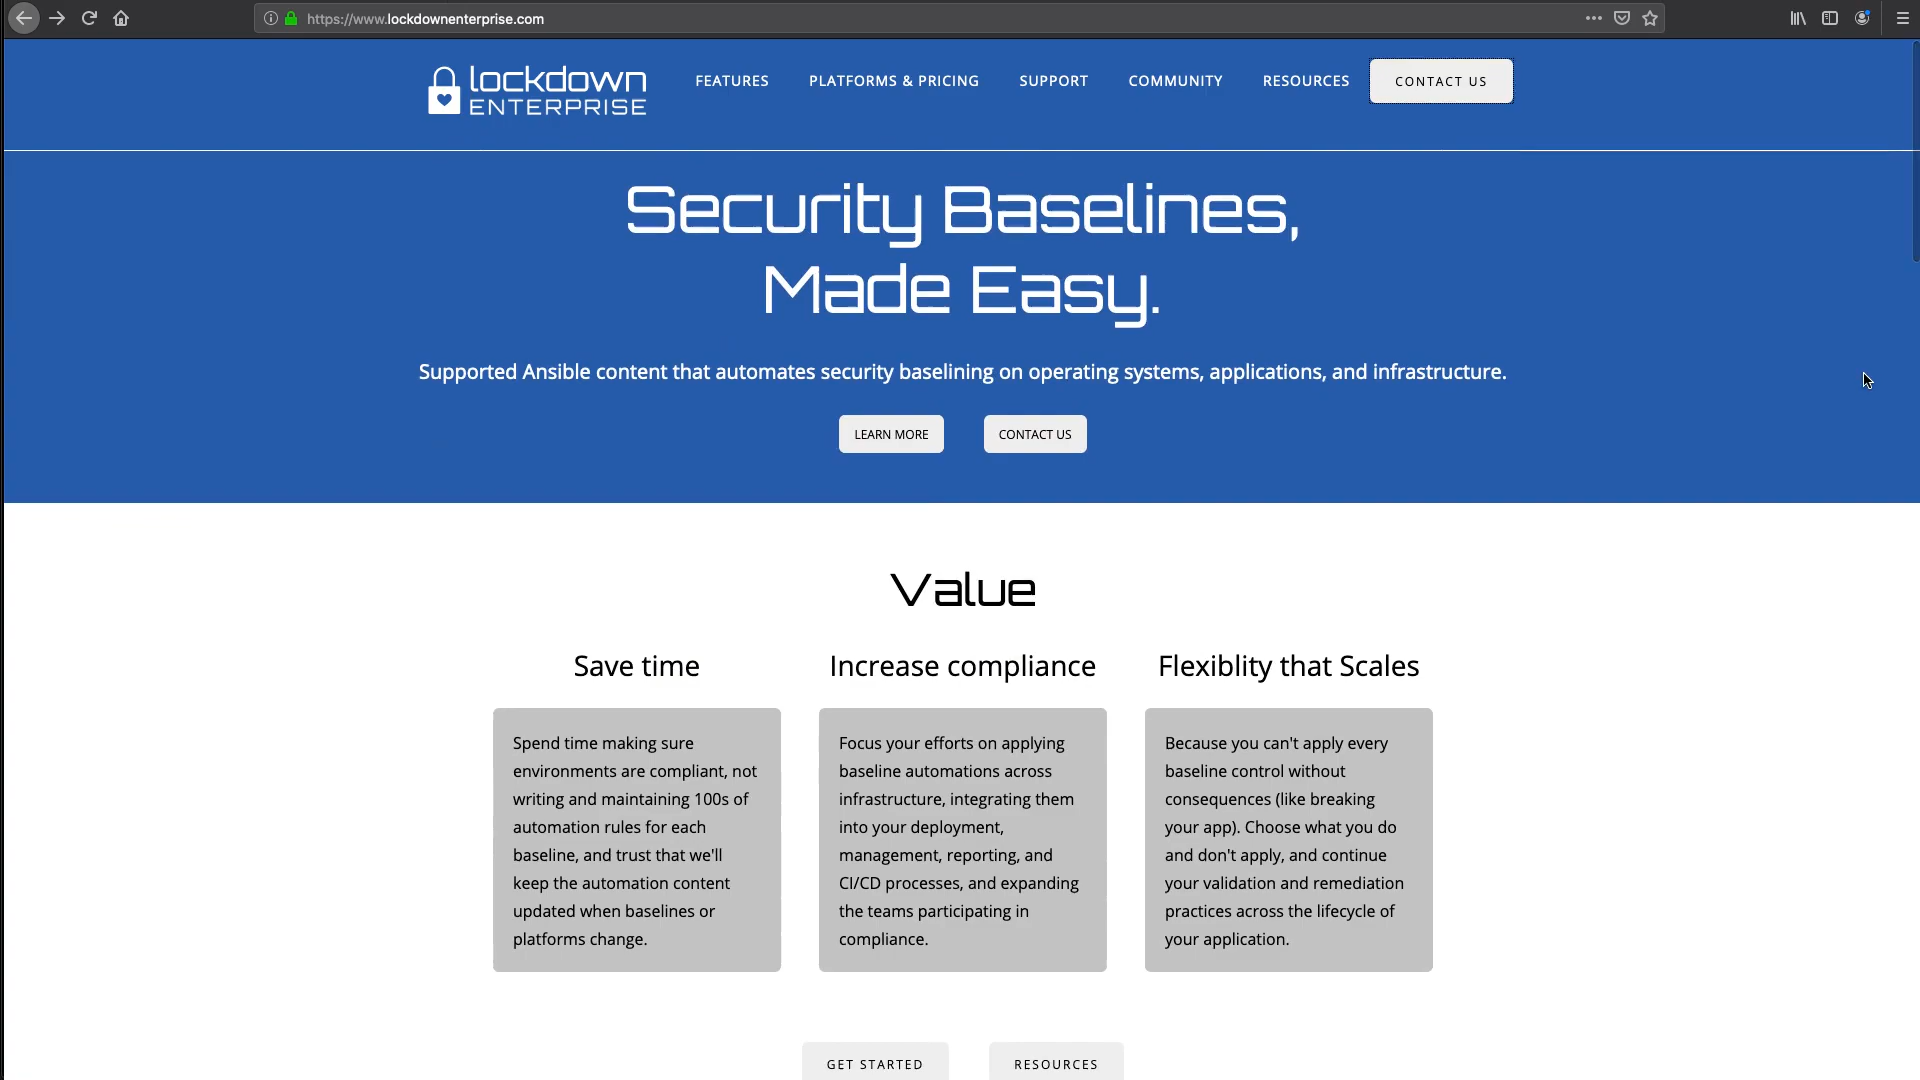 https://www.lockdownenterprise.com
lockdown
ENTERPRISE
FEATURES
PLATFORMS & PRICING
SUPPORT
COMMUNITY
RESOURCES
CONTACT US
Security Baselines,
Made Easy.
Supported Ansible content that automates security baselining on operating systems, applications, and infrastructure.
LEARN MORE
CONTACT US
Value
Save time
Spend time making sure
environments are compliant, not
writing and maintaining 100s of
automation rules for each
baseline, and trust that we'll
keep the automation content
updated when baselines or
platforms change.
Increase compliance
Focus your efforts on applying
baseline automations across
infrastructure, integrating them
into your deployment,
management, reporting, and
CI/CD processes, and expanding
the teams participating in
compliance.
Flexiblity that Scales
Because you can't apply every
baseline control without
consequences (like breaking
your app). Choose what you do
and don't apply, and continue
your validation and remediation
practices across the lifecycle of
your application.
GET STARTED
RESOURCES